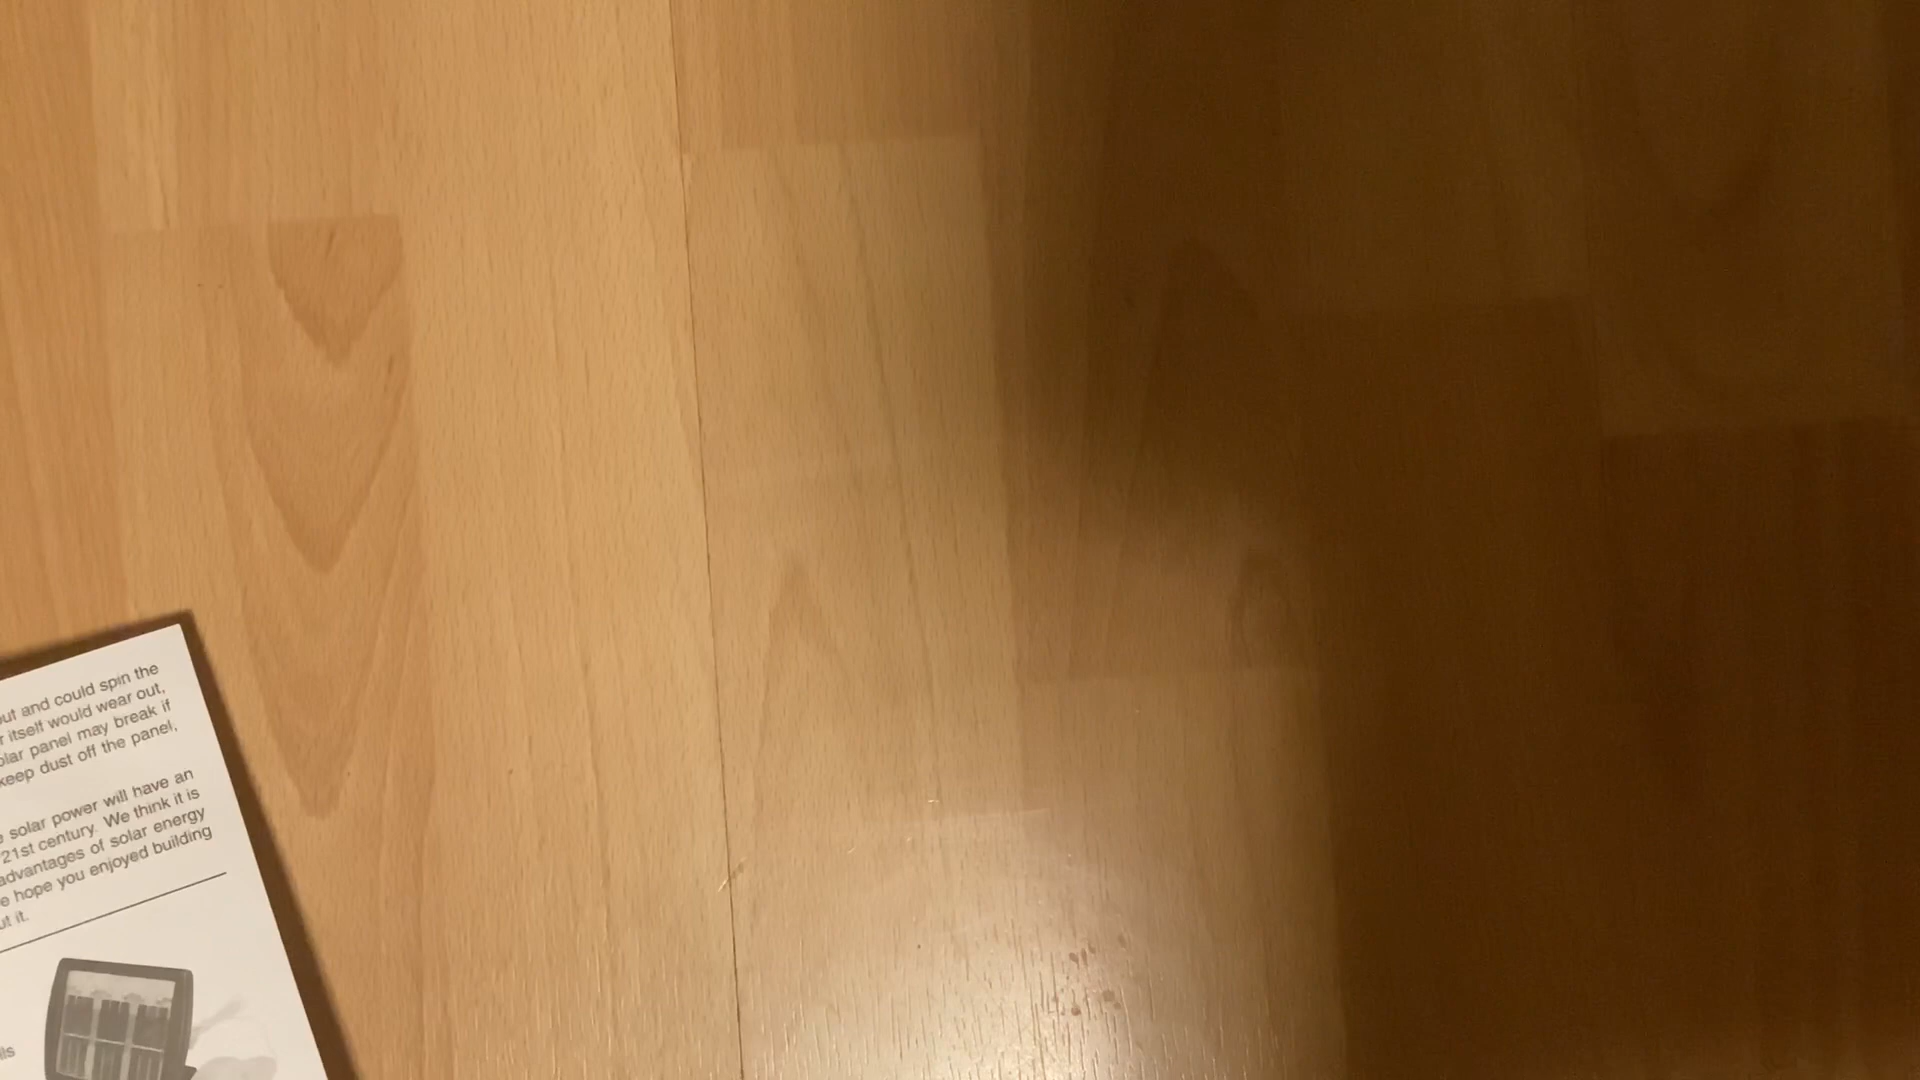 out and could spin the
itself would wear out,
solar panel may break if
keep dust off the panel,
solar power will have an
21st century. We think it is
advantages of solar energy
hope you enjoyed building
it.